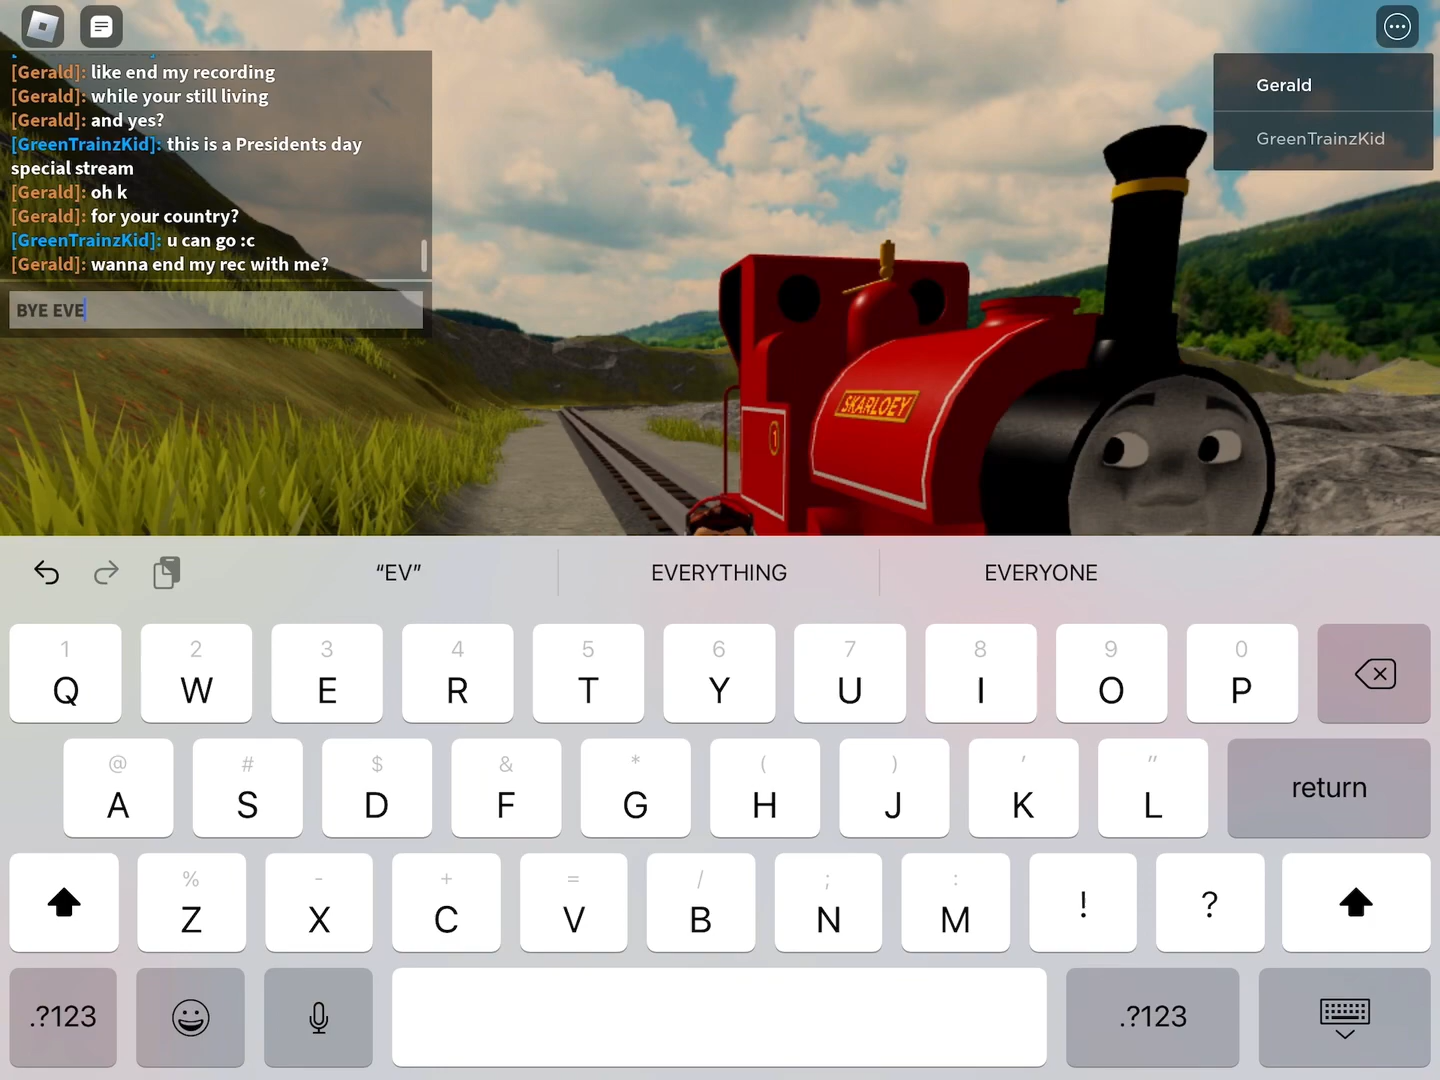 [Gerald]: like end my recording
[Gerald]: while your still living
[Gerald]: and yes?
[GreenTrainzKid]: this is a Presidents day
special stream
[Gerald]: oh k
[Gerald]: for your country?
[GreenTrainzKid]: u can go :c
[Gerald]: wanna end my rec with me?
BYE EVE
Gerald
GreenTrainzKid
SKARLOEY
1
“EV” EVERYTHING EVERYONE
1 2 3 4 5 6 7 8 9 0
Q W E R T Y U I O P
@ # $ & * ( ) ' "
A S D F G H J K L return
% - + = / ; :
Z X C V B N M ! ?
.?123 .?123